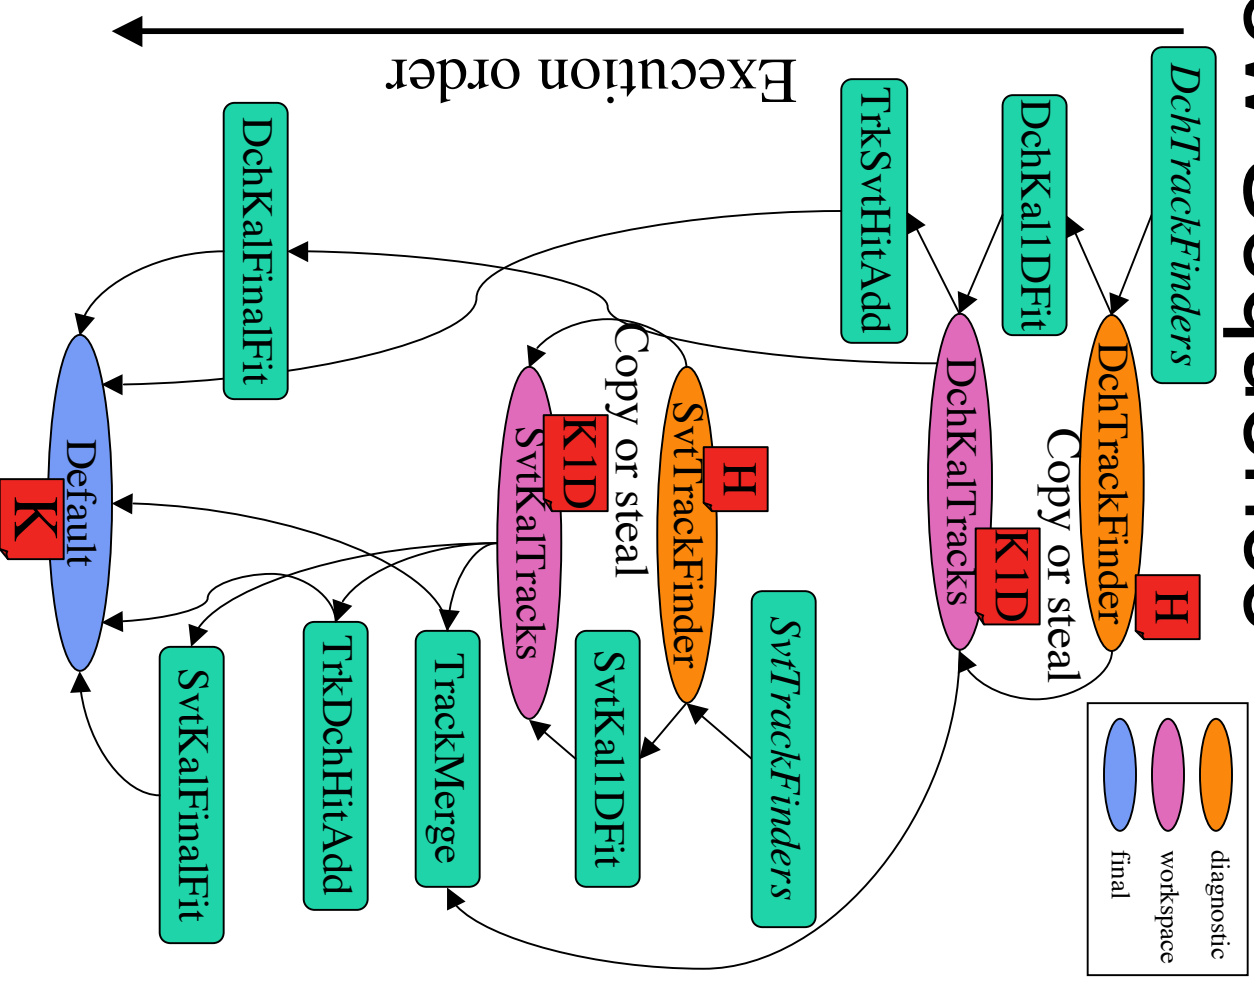 DchTrackFinders
DchTrackFinder
H
Copy or steal
DchKal1DFit
DchKalTracks
K1D
TrkSvtHitAdd
SvtTrackFinders
SvtTrackFinder
H
Copy or steal
SvtKal1DFit
SvtKalTracks
K1D
TrackMerge
TrkDchHitAdd
DchKalFinalFit
SvtKalFinalFit
Default
K
Execution order
diagnostic
workspace
final